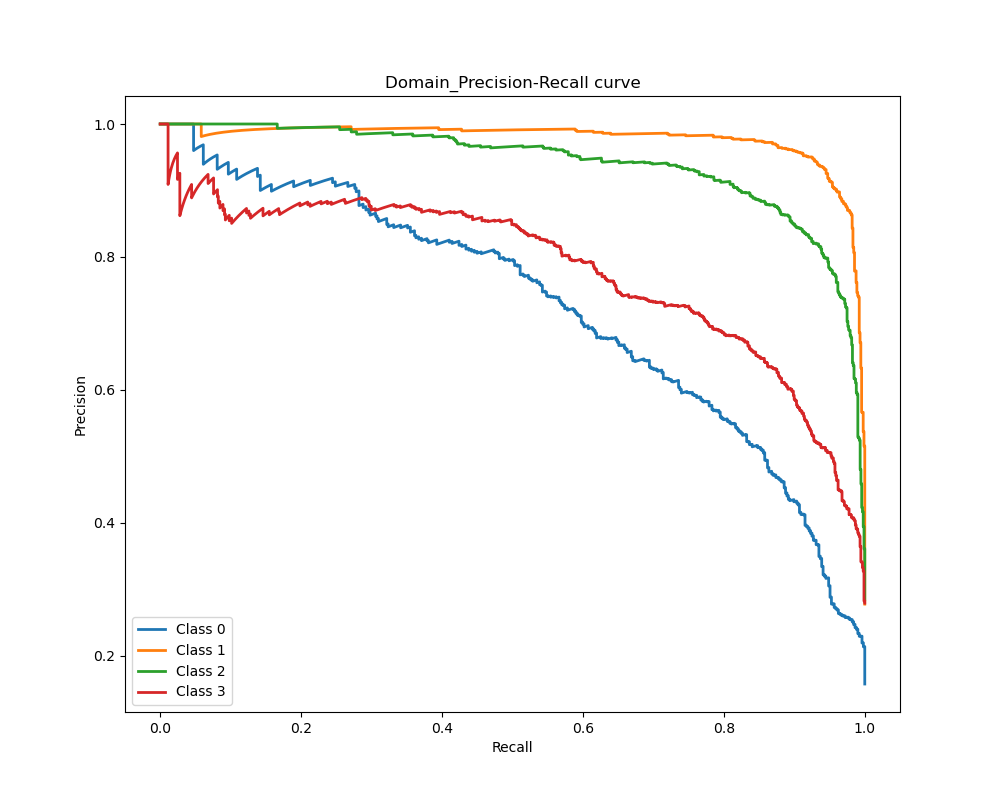 Domain_Precision-Recall curve
1.0
0.8
0.6
0.4
0.2
Precision
Class 0
Class 1
Class 2
Class 3
0.0 0.2 0.4 0.6 0.8 1.0
Recall